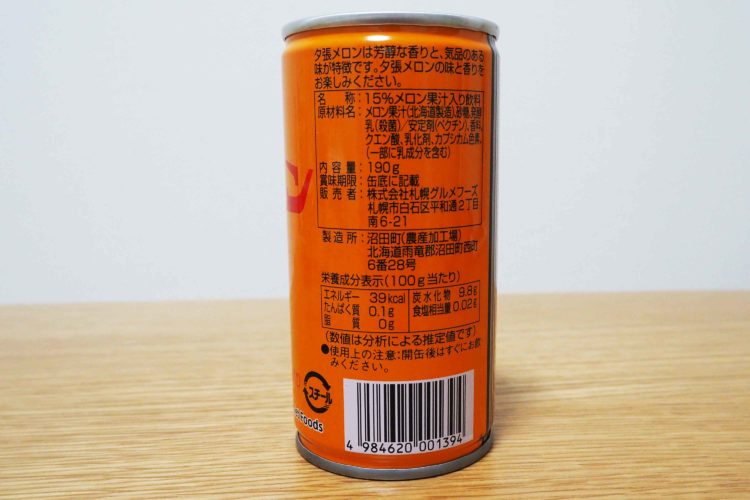 夕張メロンは芳醇な香りと、気品のある
味が特徴です。夕張メロンの味と香りを
お楽しみください。
名称：15％メロン果汁入り飲料
原材料名：メロン果汁(北海道製造)、砂糖、発酵
乳(殺菌)／安定剤(ペクチン)、香料、
クエン酸、乳化剤、カプシカム色素、
(一部に乳成分を含む)
内容量：190g
賞味期限：缶底に記載
販売者：株式会社札幌グルメフーズ
札幌市白石区平和通2丁目
南6-21
製造所：沼田町(農産加工場)
北海道雨竜郡沼田町西町
6番28号
栄養成分表示(100g当たり)
エネルギー 39kcal 炭水化物 9.8g
たんぱく質 0.1g 食塩相当量 0.02g
脂質 0g
(数値は分析による推定値です)
●使用上の注意：開缶後はすぐにお飲
みください。
スチール
Foods
4 984620 001394
ン